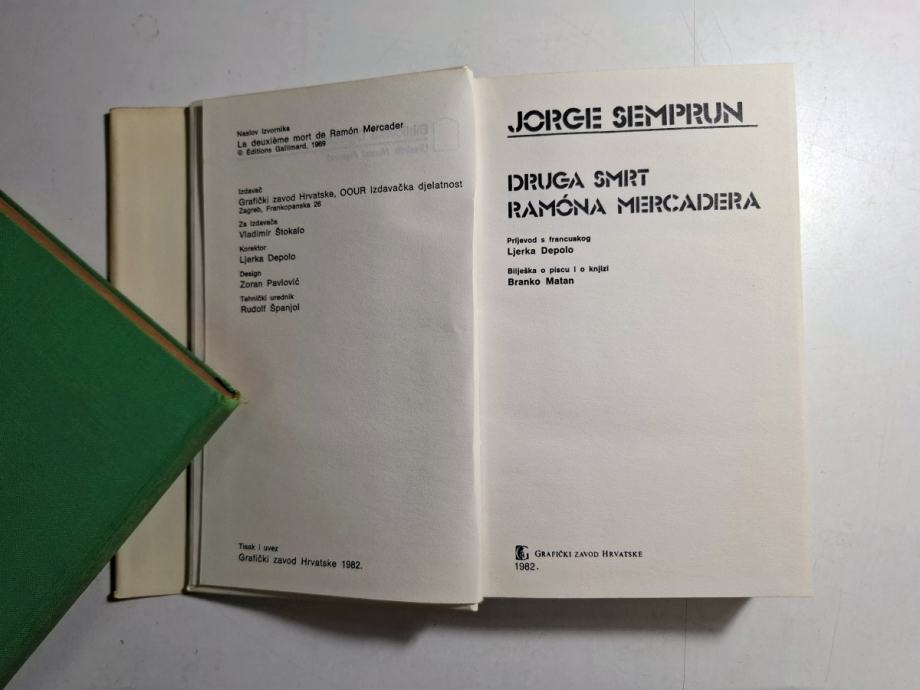 Naslov izvornika
La deuxième mort de Ramón Mercader
© Éditions Gallimard, 1969
Izdavač
Grafički zavod Hrvatske, OOUR Izdavačka djelatnost
Zagreb, Frankopanska 26
Za izdavača
Vladimir Štokalo
Korektor
Ljerka Depolo
Design
Zoran Pavlović
Tehnički urednik
Rudolf Španjol
Tisak i uvez
Grafički zavod Hrvatske 1982.
JORGE SEMPRUN
DRUGA SMRT
RAMÓNA MERCADERA
Prijevod s francuskog
Ljerka Depolo
Bilješka o piscu i o knjizi
Branko Matan
GRAFIČKI ZAVOD HRVATSKE
1982.